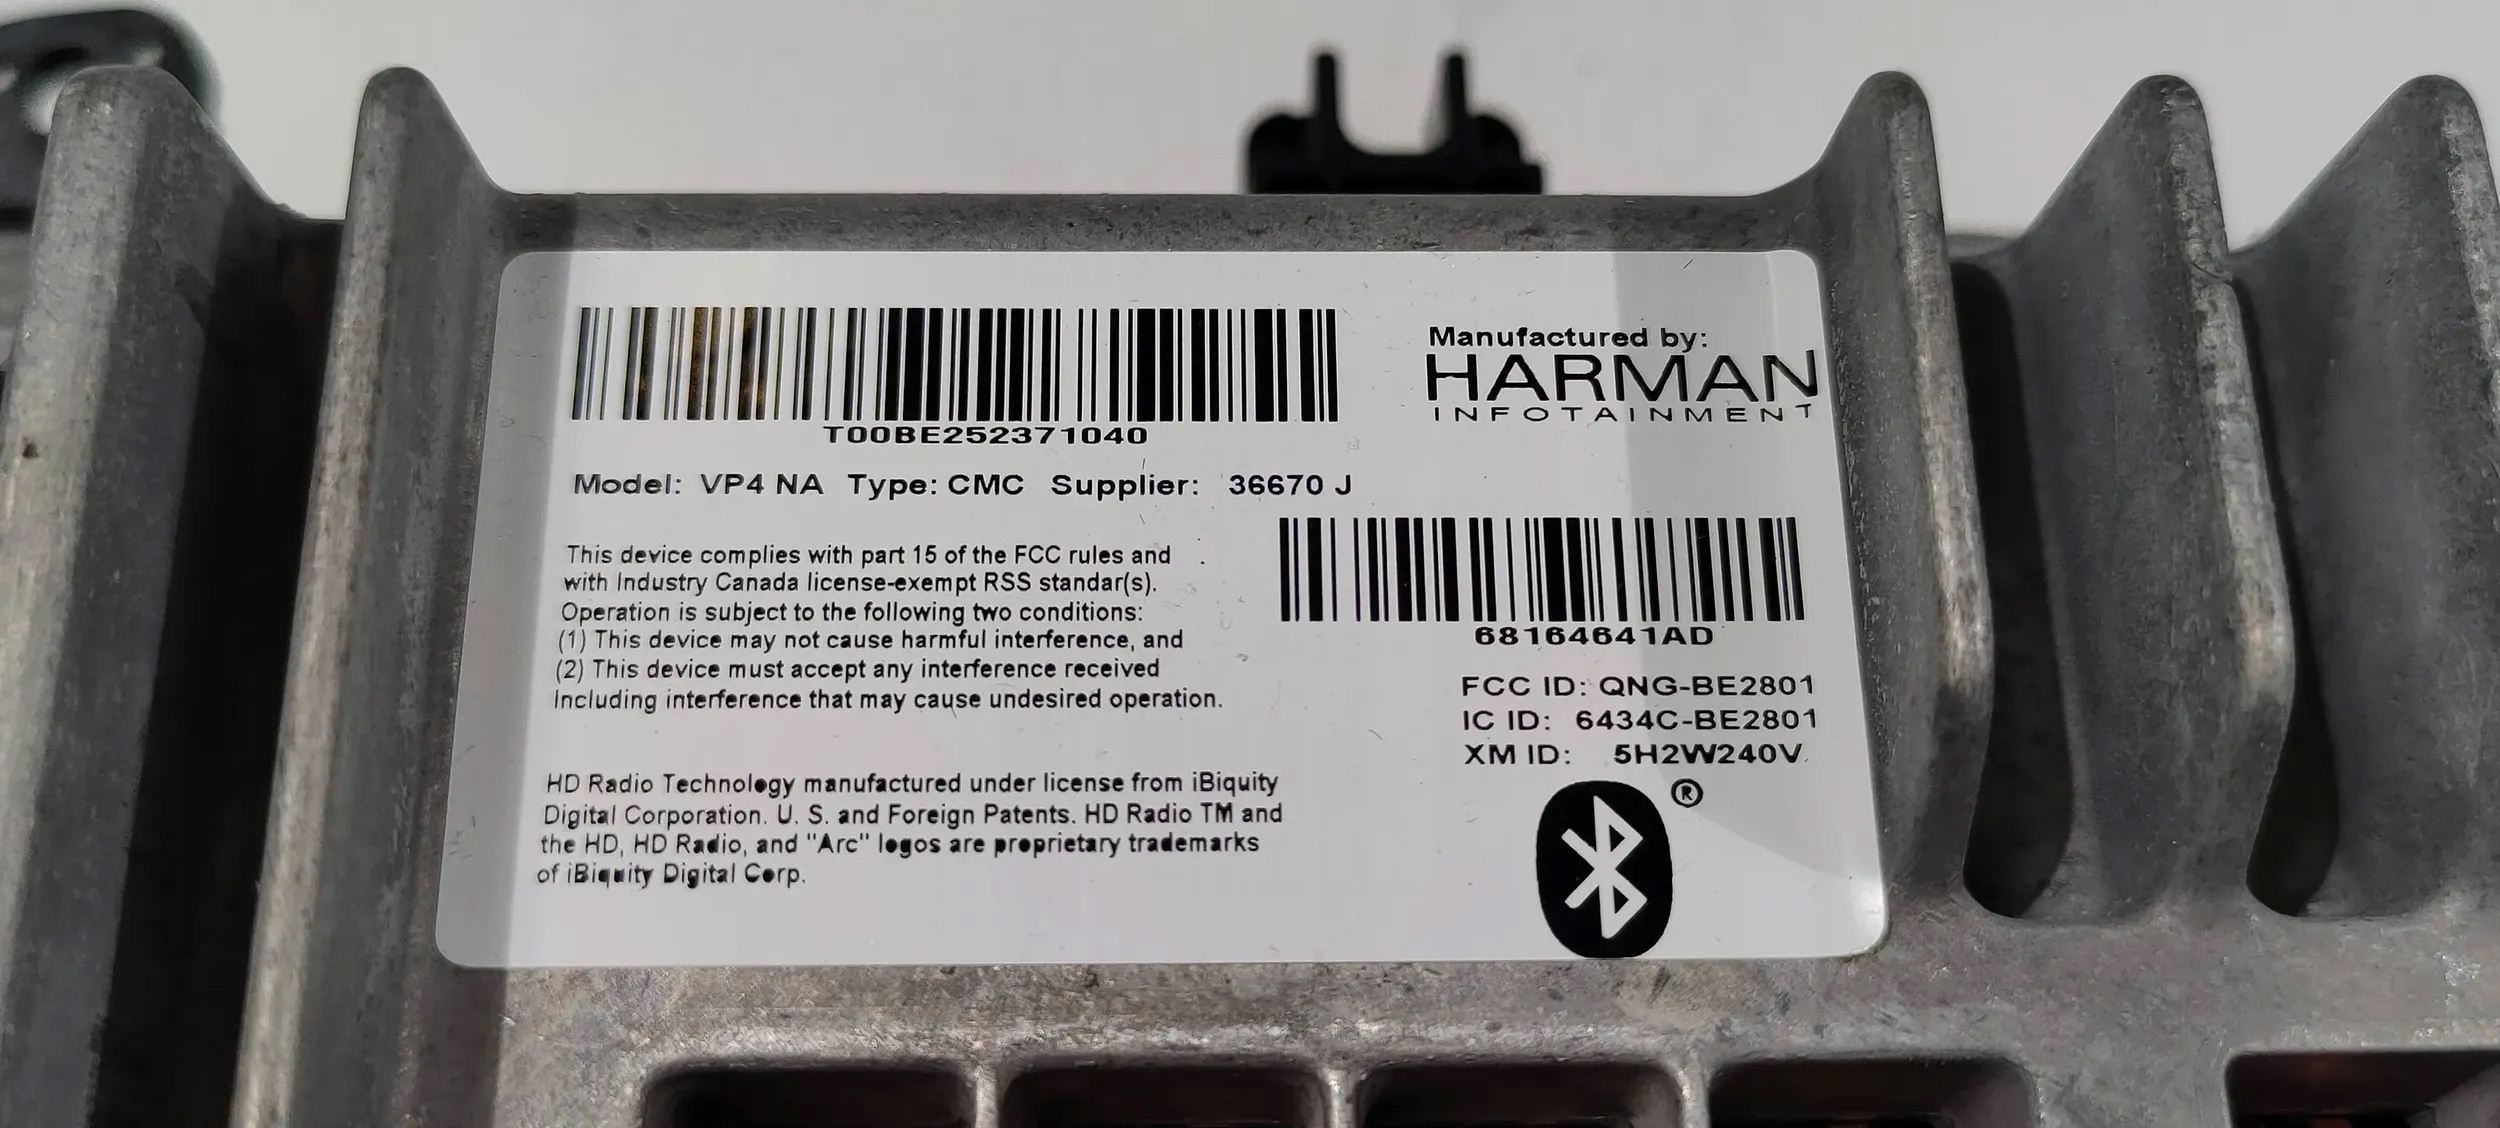 Manufactured by:
HARMAN
INFOTAINMENT
T00BE252371040
Model: VP4 NA Type: CMC Supplier: 36670 J
This device complies with part 15 of the FCC rules and
with Industry Canada license-exempt RSS standar(s).
Operation is subject to the following two conditions:
(1) This device may not cause harmful interference, and
(2) This device must accept any interference received
Including interference that may cause undesired operation.
68164641AD
FCC ID: QNG-BE2801
IC ID: 6434C-BE2801
XM ID: 5H2W240V
®
HD Radio Technology manufactured under license from iBiquity
Digital Corporation. U. S. and Foreign Patents. HD Radio TM and
the HD, HD Radio, and "Arc" logos are proprietary trademarks
of iBiquity Digital Corp.